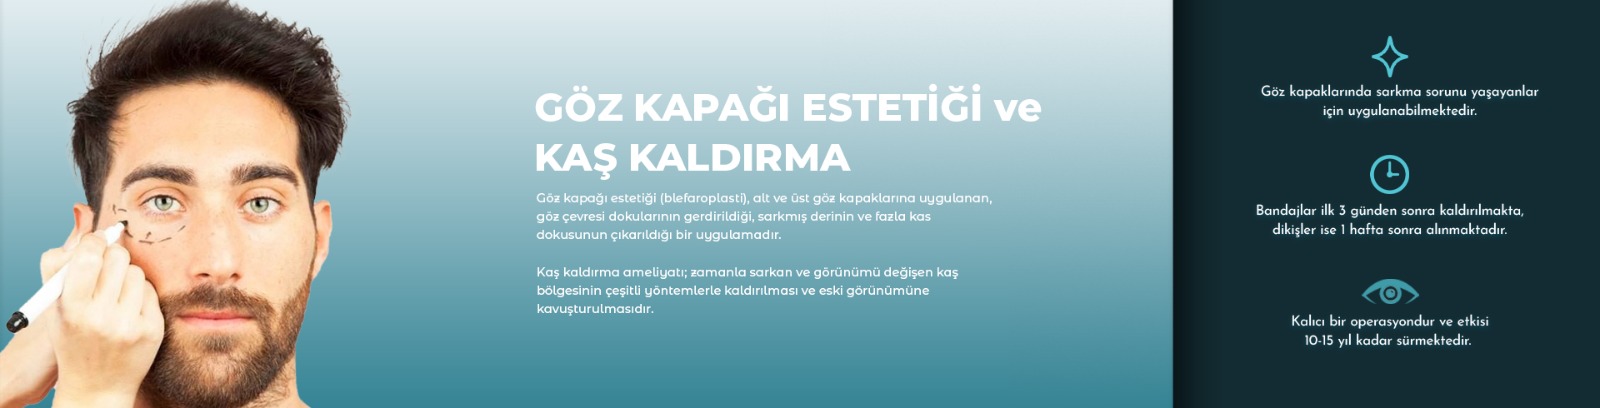 GÖZ KAPAĞI ESTETİĞİ ve
KAŞ KALDIRMA
Göz kapağı estetiği (blefaroplasti), alt ve üst göz kapaklarına uygulanan,
göz çevresi dokularının gerdirildiği, sarkmış derinin ve fazla kas
dokusunun çıkarıldığı bir uygulamadır.
Kaş kaldırma ameliyatı; zamanla sarkan ve görünümü değişen kaş
bölgesinin çeşitli yöntemlerle kaldırılması ve eski görünümüne
kavuşturulmasıdır.
Göz kapaklarında sarkma sorunu yaşayanlar
için uygulanabilmektedir.
Bandajlar ilk 3 günden sonra kaldırılmakta,
dikişler ise 1 hafta sonra alınmaktadır.
Kalıcı bir operasyondur ve etkisi
10-15 yıl kadar sürmektedir.